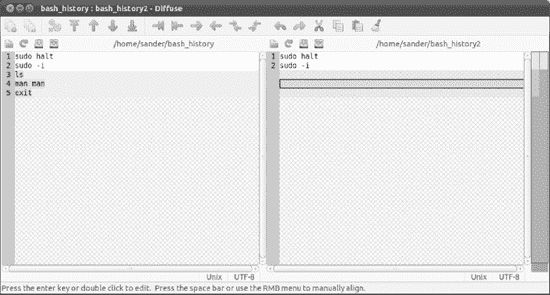 bash_history : bash_history2 - Diffuse
/home/sander/bash_history
/home/sander/bash_history2
1 sudo halt
2 sudo -i
3 ls
4 man man
5 exit
1 sudo halt
2 sudo -i
Unix UTF-8
Unix UTF-8
Press the enter key or double click to edit. Press the space bar or use the RMB menu to manually align.